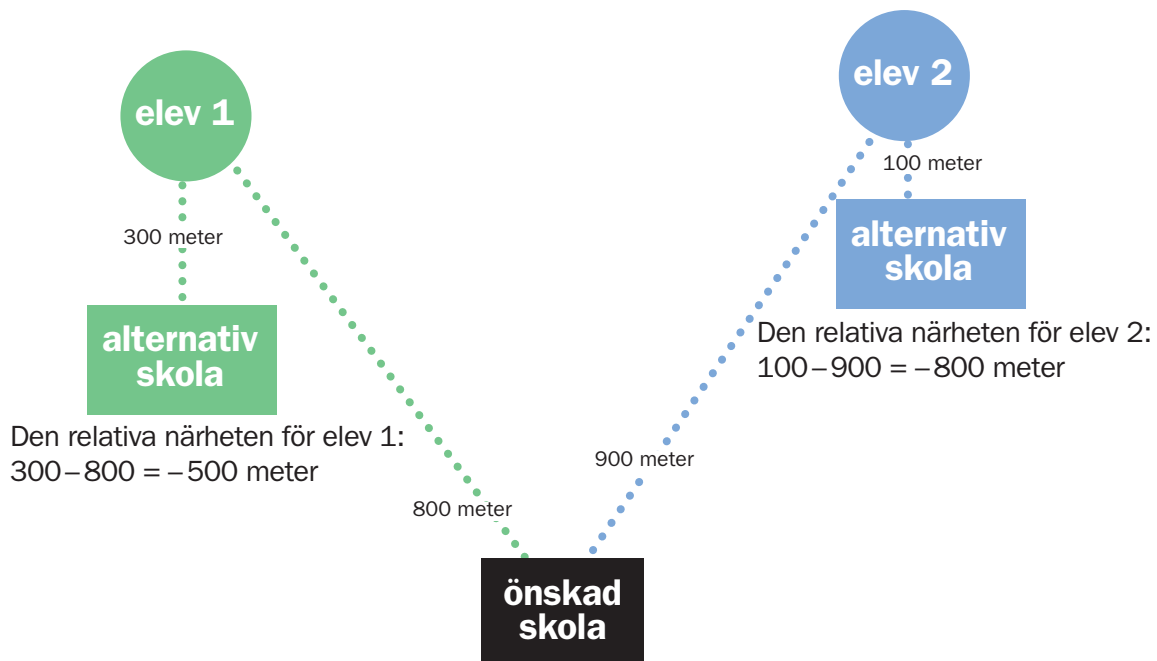 elev 1
300 meter
alternativ
skola
Den relativa närheten för elev 1:
300–800 = –500 meter
800 meter
elev 2
100 meter
alternativ
skola
Den relativa närheten för elev 2:
100–900 = –800 meter
900 meter
önskad
skola